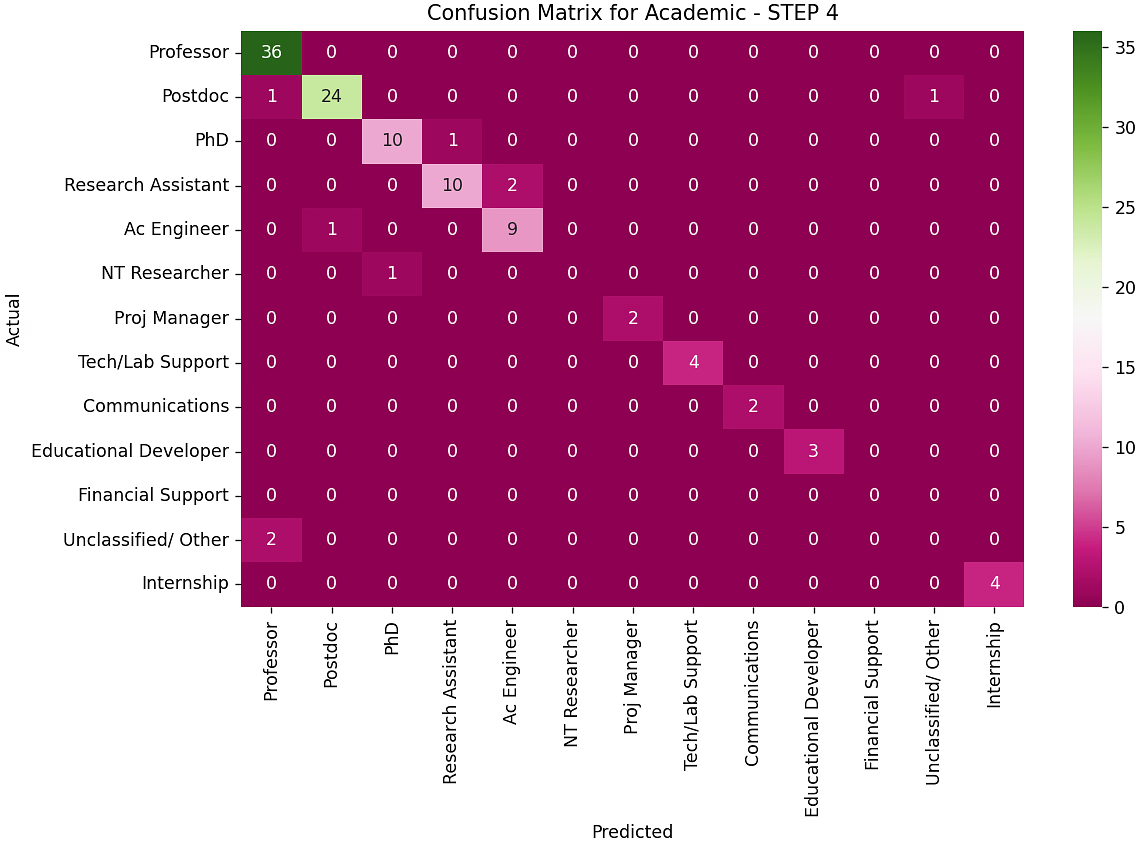 Confusion Matrix for Academic - STEP 4
Professor 36 0 0 0 0 0 0 0 0 0 0 0 0
Postdoc 1 24 0 0 0 0 0 0 0 0 0 1 0
PhD 0 0 10 1 0 0 0 0 0 0 0 0 0
Research Assistant 0 0 0 10 2 0 0 0 0 0 0 0 0
Ac Engineer 0 1 0 0 9 0 0 0 0 0 0 0 0
NT Researcher 0 0 1 0 0 0 0 0 0 0 0 0 0
Proj Manager 0 0 0 0 0 0 2 0 0 0 0 0 0
Tech/Lab Support 0 0 0 0 0 0 0 4 0 0 0 0 0
Communications 0 0 0 0 0 0 0 0 2 0 0 0 0
Educational Developer 0 0 0 0 0 0 0 0 0 3 0 0 0
Financial Support 0 0 0 0 0 0 0 0 0 0 0 0 0
Unclassified/ Other 2 0 0 0 0 0 0 0 0 0 0 0 0
Internship 0 0 0 0 0 0 0 0 0 0 0 0 4
Actual
Professor
Postdoc
PhD
Research Assistant
Ac Engineer
NT Researcher
Proj Manager
Tech/Lab Support
Communications
Educational Developer
Financial Support
Unclassified/ Other
Internship
Predicted
35
30
25
20
15
10
5
0